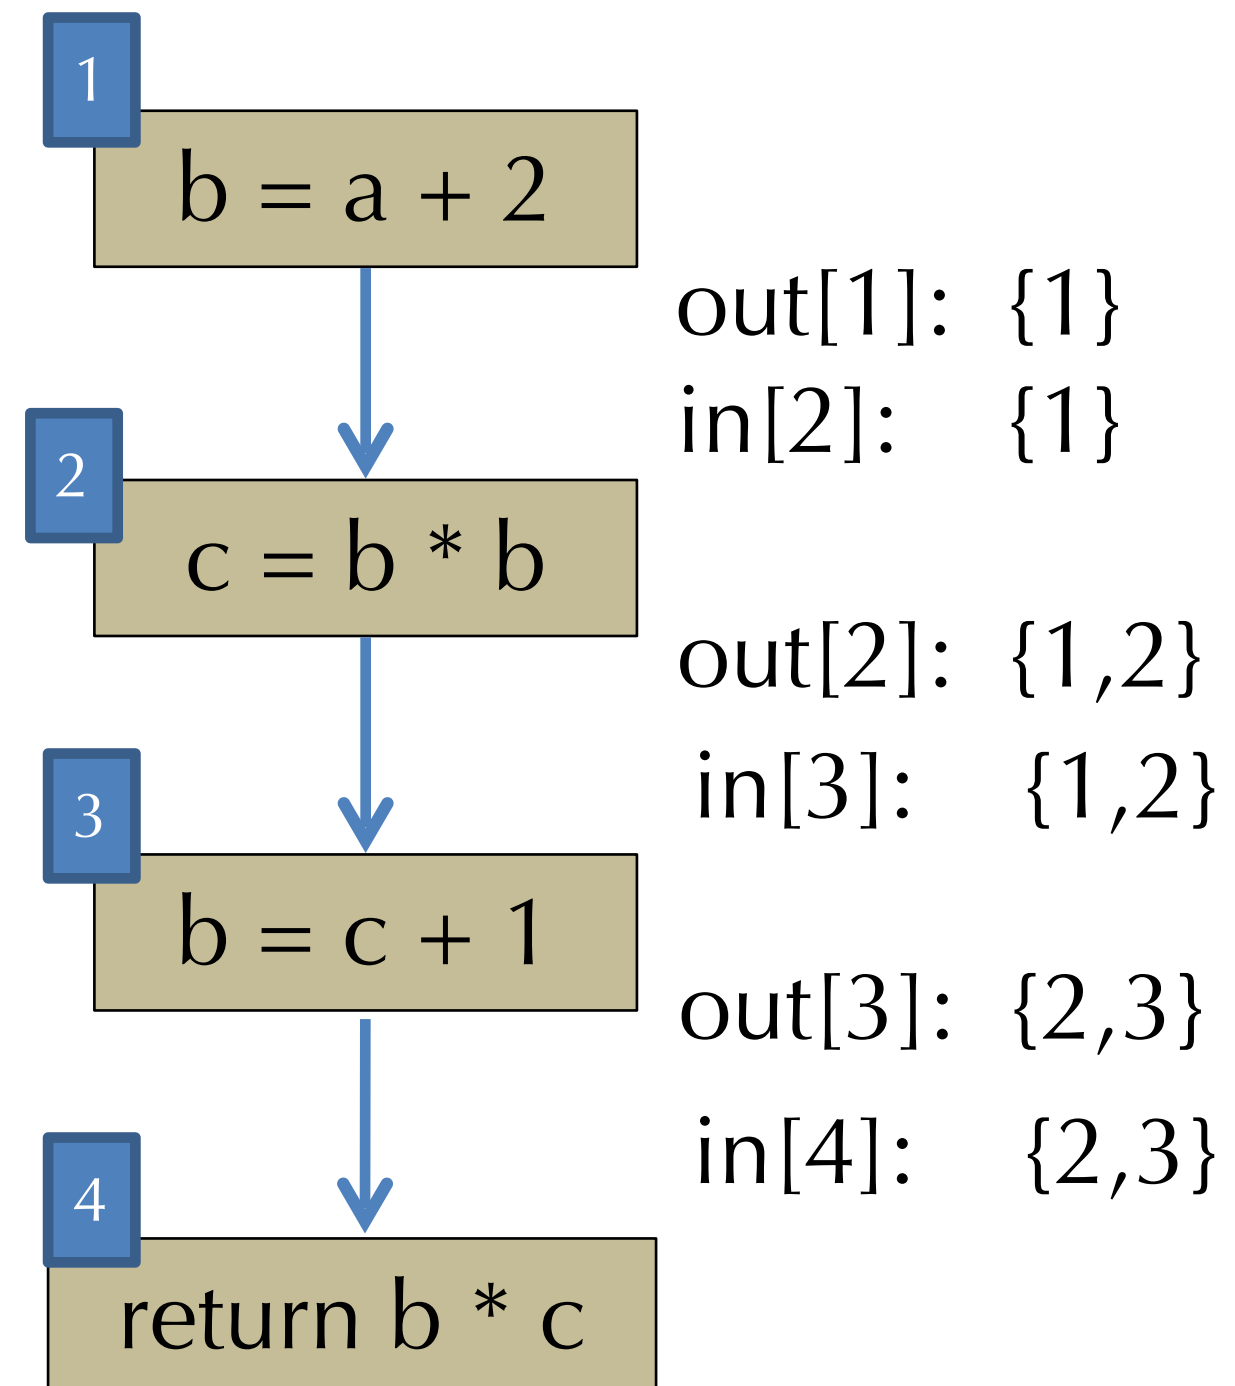 1
b = a + 2
out[1]: {1}
in[2]: {1}
2
c = b * b
out[2]: {1,2}
in[3]: {1,2}
3
b = c + 1
out[3]: {2,3}
in[4]: {2,3}
4
return b * c